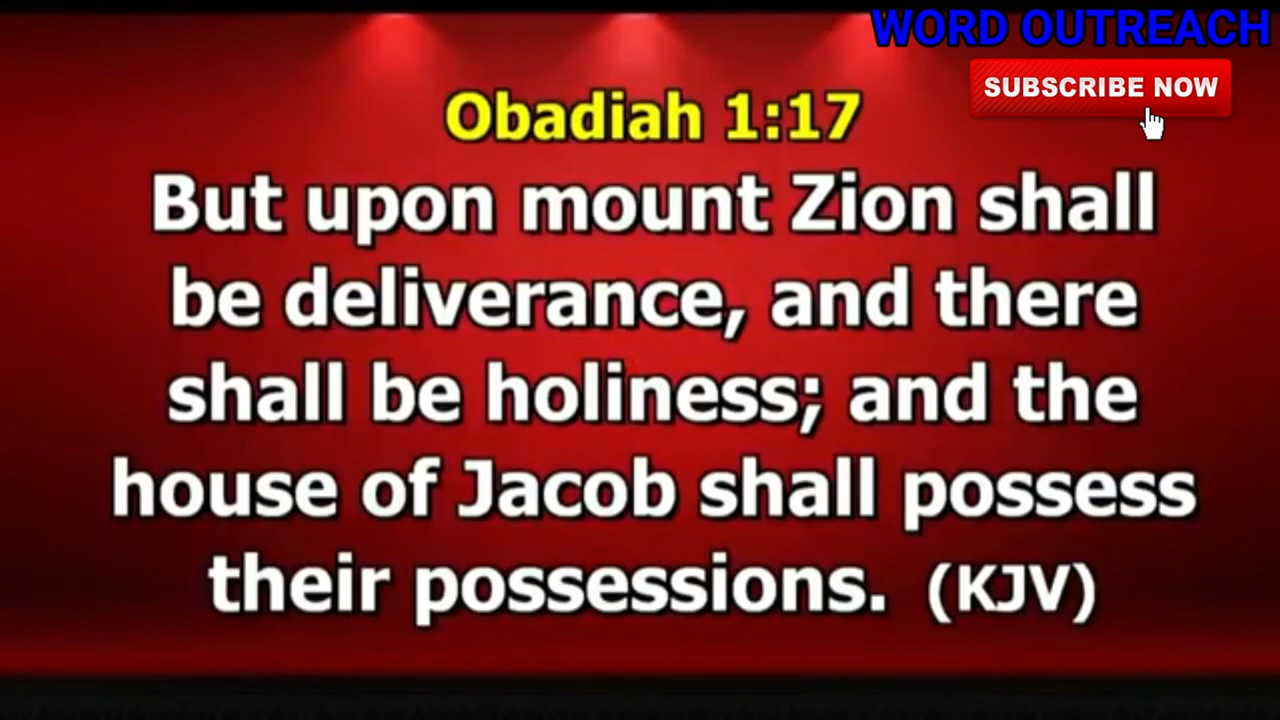 WORD OUTREACH
SUBSCRIBE NOW
Obadiah 1:17
But upon mount Zion shall
be deliverance, and there
shall be holiness; and the
house of Jacob shall possess
their possessions. (KJV)